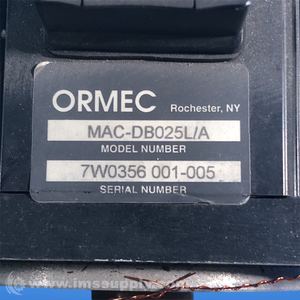 ORMEC Rochester, NY
MAC-DB025L/A
MODEL NUMBER
7W0356 001-005
SERIAL NUMBER
© www.imssupply.com